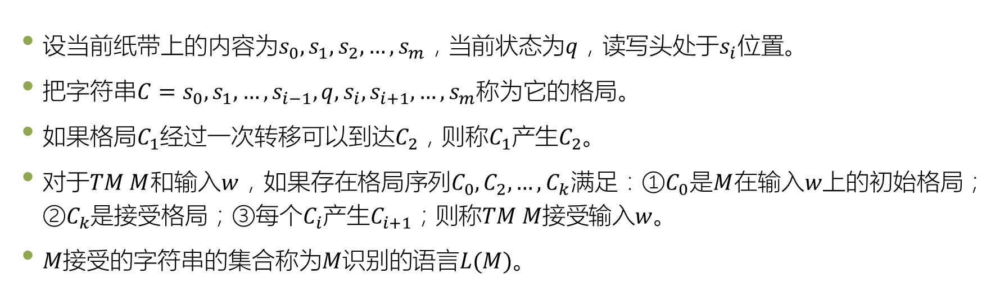 • 设当前纸带上的内容为$s_0, s_1, s_2, \ldots, s_m$，当前状态为$q$，读写头处于$s_i$位置。
• 把字符串$C = s_0, s_1, \ldots, s_{i-1}, q, s_i, s_{i+1}, \ldots, s_m$称为它的格局。
• 如果格局$C_1$经过一次转移可以到达$C_2$，则称$C_1$产生$C_2$。
• 对于$TM\ M$和输入$w$，如果存在格局序列$C_0, C_2, \ldots, C_k$满足：①$C_0$是$M$在输入$w$上的初始格局；
②$C_k$是接受格局；③每个$C_i$产生$C_{i+1}$；则称$TM\ M$接受输入$w$。
• $M$接受的字符串的集合称为$M$识别的语言$L(M)$。